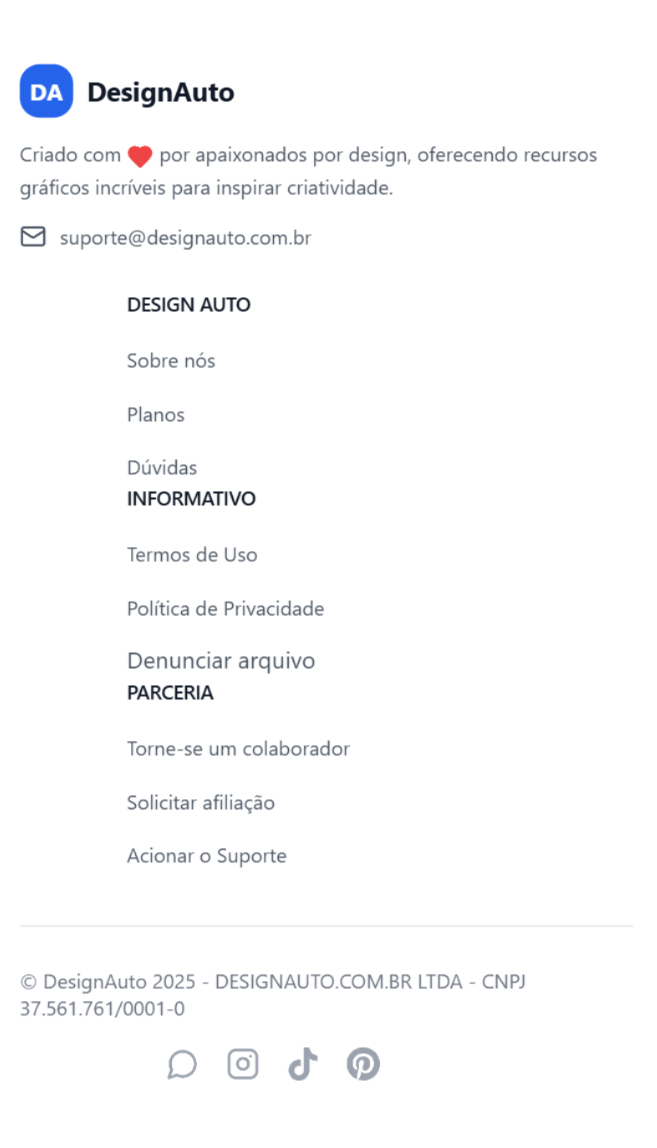 DA DesignAuto
Criado com ❤ por apaixonados por design, oferecendo recursos
gráficos incríveis para inspirar criatividade.
suporte@designauto.com.br
DESIGN AUTO
Sobre nós
Planos
Dúvidas
INFORMATIVO
Termos de Uso
Política de Privacidade
Denunciar arquivo
PARCERIA
Torne-se um colaborador
Solicitar afiliação
Acionar o Suporte
© DesignAuto 2025 - DESIGNAUTO.COM.BR LTDA - CNPJ
37.561.761/0001-0